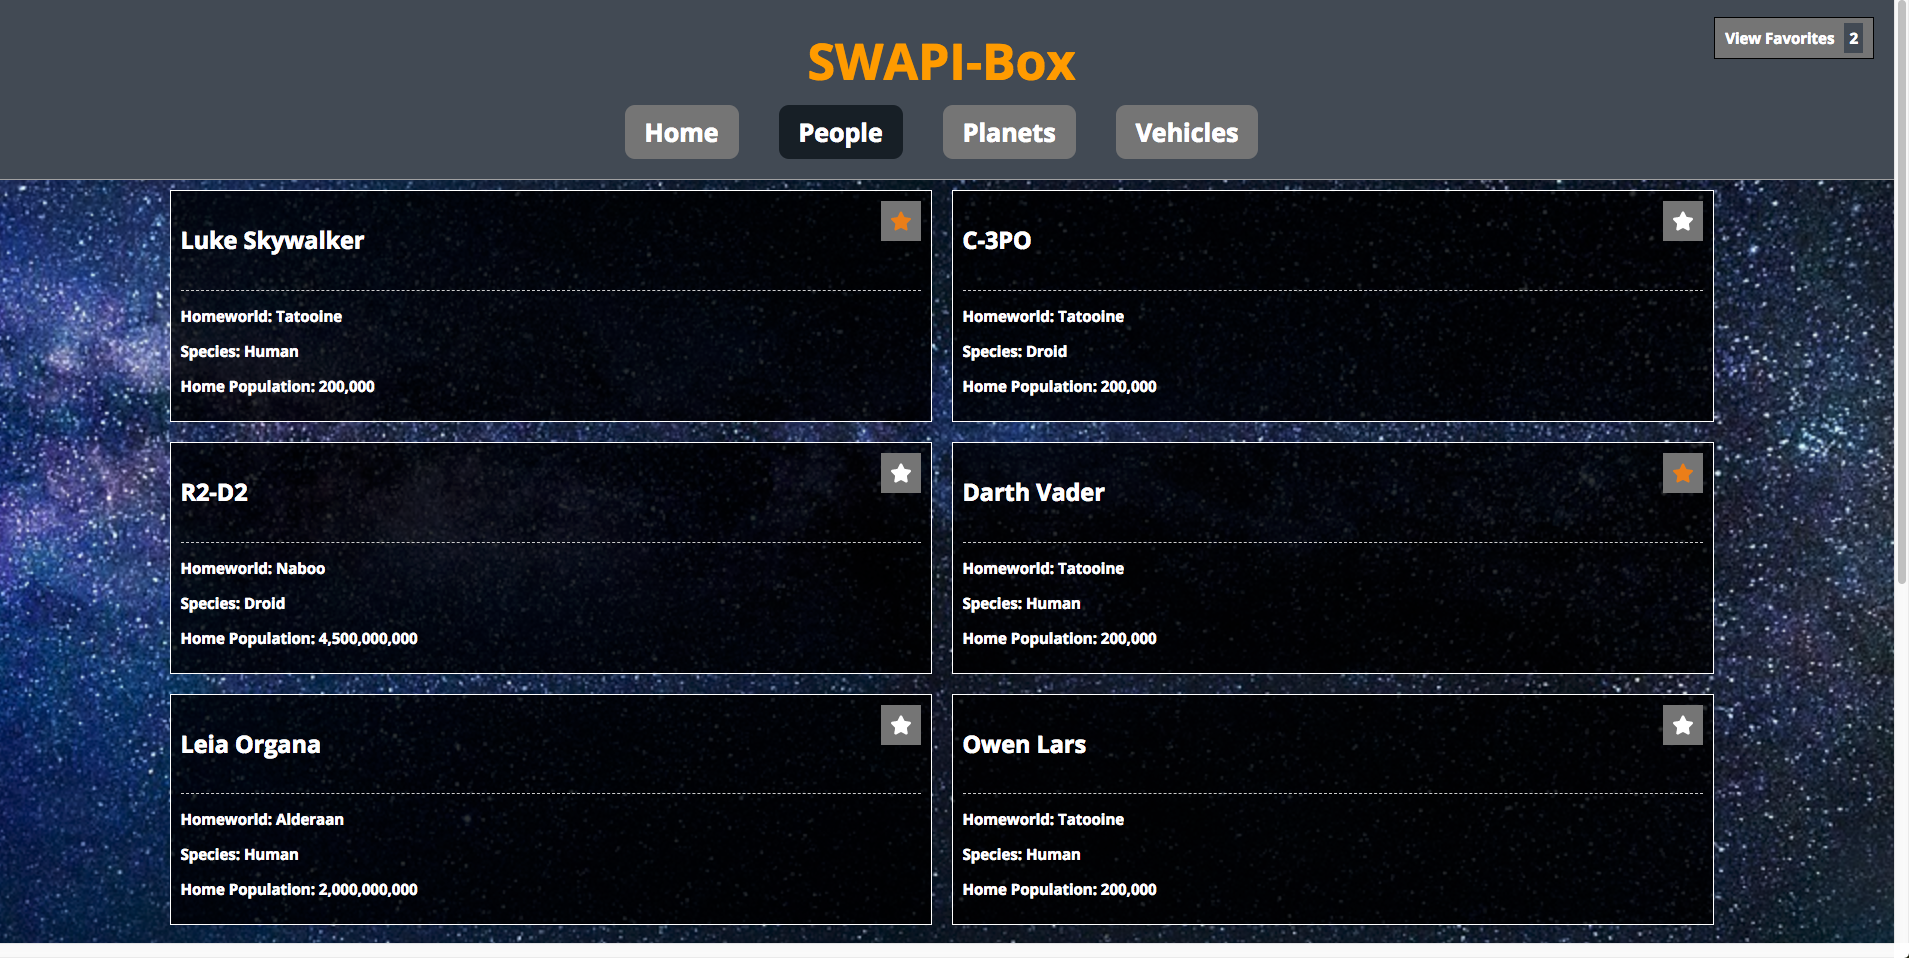 SWAPI-Box
View Favorites 2
Home People Planets Vehicles
Luke Skywalker
Homeworld: Tatooine
Species: Human
Home Population: 200,000
C-3PO
Homeworld: Tatooine
Species: Droid
Home Population: 200,000
R2-D2
Homeworld: Naboo
Species: Droid
Home Population: 4,500,000,000
Darth Vader
Homeworld: Tatooine
Species: Human
Home Population: 200,000
Leia Organa
Homeworld: Alderaan
Species: Human
Home Population: 2,000,000,000
Owen Lars
Homeworld: Tatooine
Species: Human
Home Population: 200,000